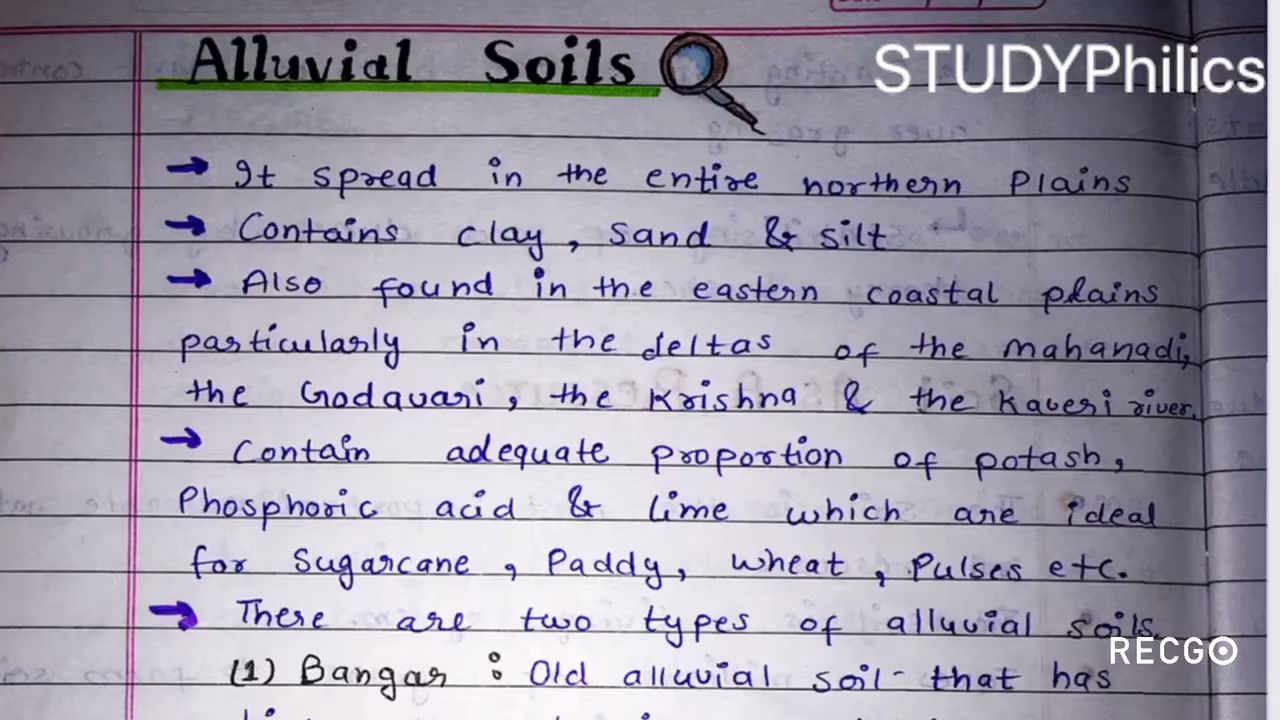 Alluvial Soils
STUDYPhilics
→ It spread in the entire northern Plains
→ Contains clay, sand & silt
→ Also found in the eastern coastal plains
particularly in the deltas of the mahanadi,
the Godavari, the Krishna & the Kaveri river.
→ Contain adequate proportion of potash,
Phosphoric acid & lime which are ideal
for Sugarcane, Paddy, wheat, Pulses etc.
→ There are two types of alluvial soils.
RECGO
(1) Bangar : Old alluvial soil that has